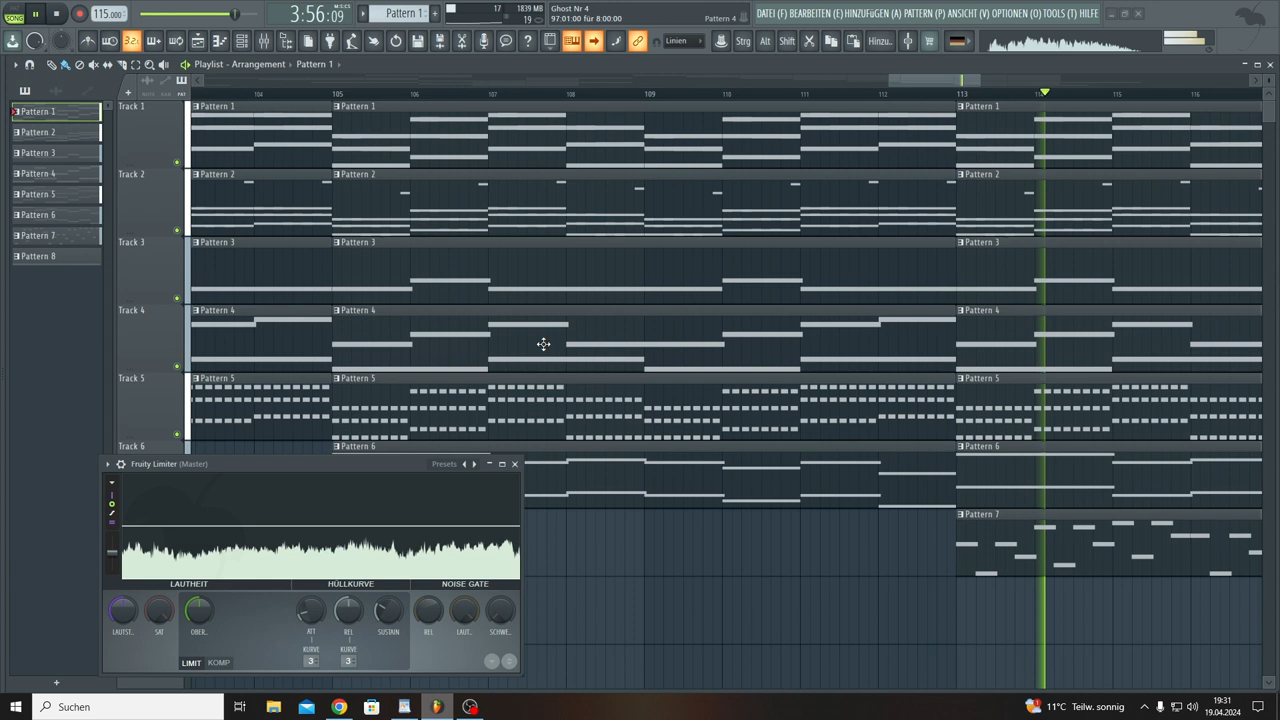 SONG
115.000
3:56:09
M:S:CS
Pattern 1
17
1839 MB
19
Ghost Nr 4
97:01:00 für 8:00:00
Pattern 4
DATEI (F) BEARBEITEN (E) HINZUFÜGEN (A) PATTERN (P) ANSICHT (V) OPTIONEN (O) TOOLS (T) HILFE
Linien
Strg
Alt
Shift
Hinzu..
Playlist - Arrangement
Pattern 1
NOTE
AUT
PAT
104
105
106
107
108
109
110
111
112
113
115
116
Pattern 1
Pattern 2
Pattern 3
Pattern 4
Pattern 5
Pattern 6
Pattern 7
Pattern 8
Track 1
Pattern 1
Pattern 1
Pattern 1
Track 2
Pattern 2
Pattern 2
Pattern 2
Track 3
Pattern 3
Pattern 3
Pattern 3
Track 4
Pattern 4
Pattern 4
Pattern 4
Track 5
Pattern 5
Pattern 5
Pattern 5
Track 6
Pattern 6
Pattern 6
Pattern 7
Fruity Limiter (Master)
Presets
LAUTHEIT
HÜLLKURVE
NOISE GATE
LAUTST..
SAT
OBER..
ATT
REL
SUSTAIN
REL
LAUT..
SCHWE..
KURVE
KURVE
3
3
LIMIT
KOMP
Suchen
11°C Teilw. sonnig
19:31
19.04.2024